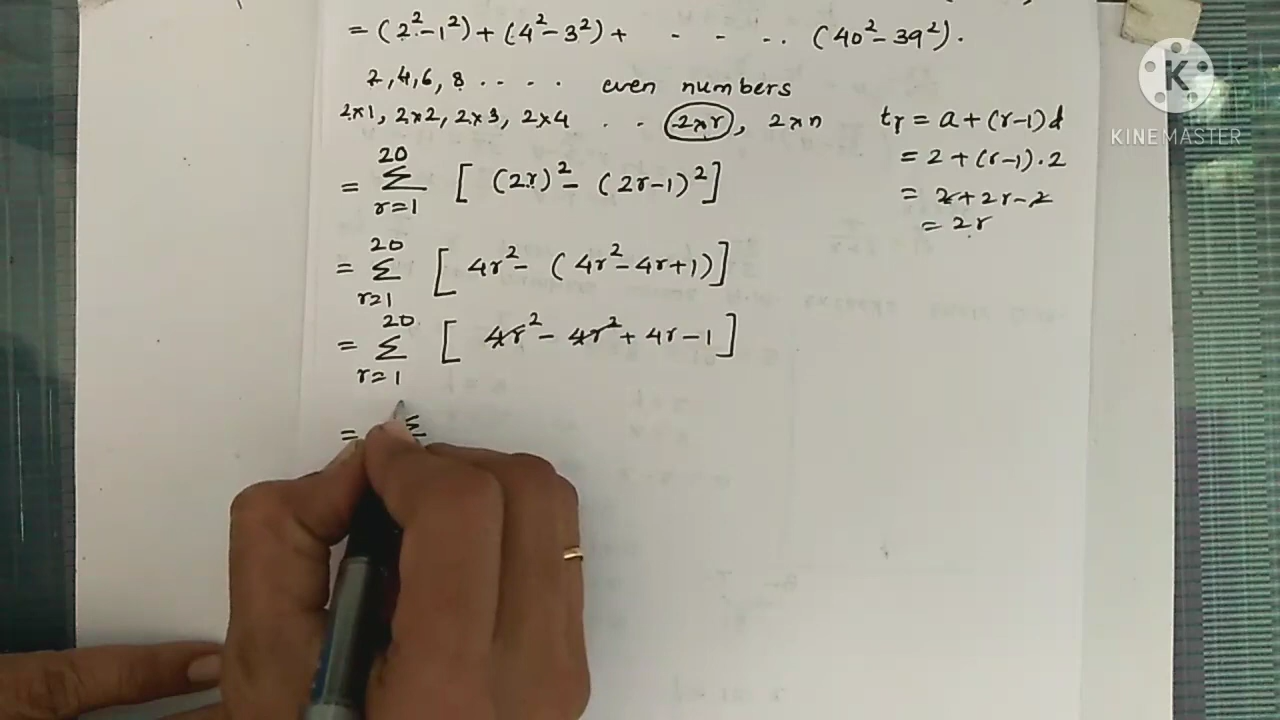 = (2²-1²) + (4²-3²) + - - - . . (40²-39²).
2, 4, 6, 8 . . . . even numbers
2×1, 2×2, 2×3, 2×4 . . 2×r, 2×n
= 20 Σ r=1 [ (2r)² - (2r-1)² ]
= 20 Σ r=1 [ 4r² - (4r²-4r+1) ]
= 20 Σ r=1 [ 4r² - 4r² + 4r - 1 ]
= Σ
tr = a + (r-1)d
= 2 + (r-1).2
= 2 + 2r - 2
= 2r
K
KINEMASTER